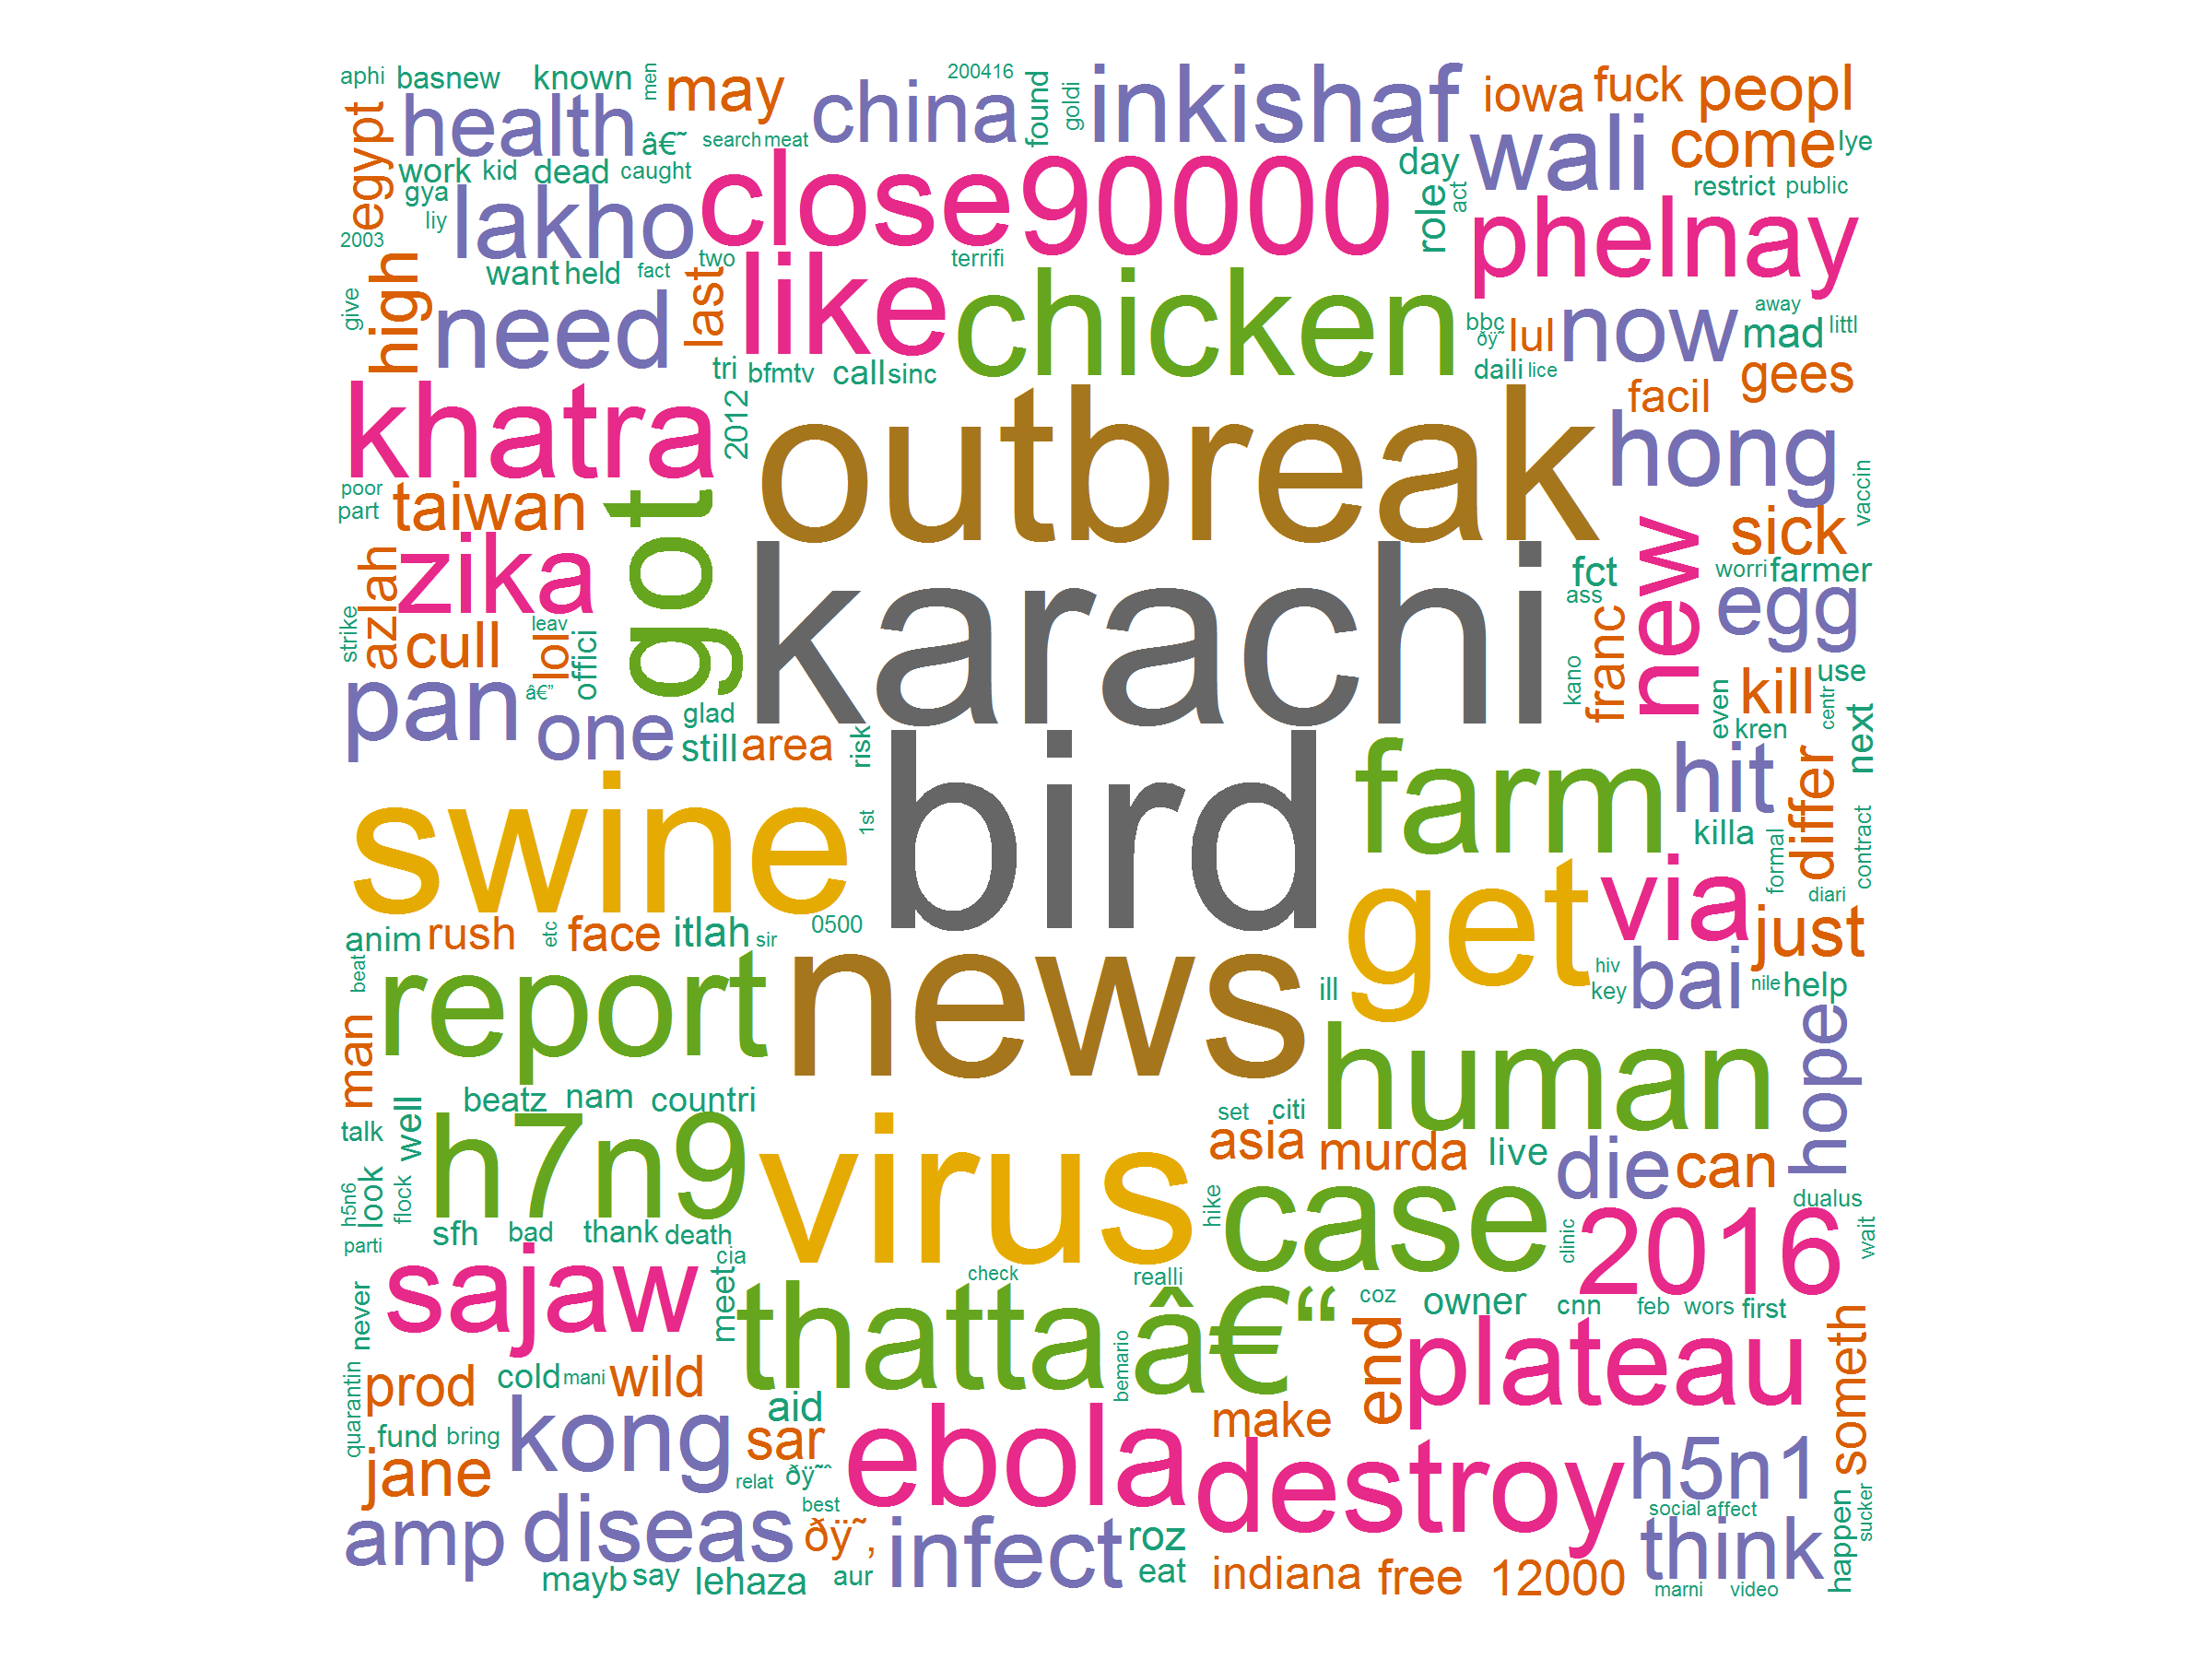 aphi basnew known men may 200416 found goldi inkishaf iowa fuck peopl
egypt health â€˜ china wali come lye
search meat
work kid dead caught close 90000 day restrict public
gya lakho role act phelnay
liy
2003 want held fact two terrifi
high need last like chicken bbc lul now away mad littl
give ðŸ˜
tri bfmtv call sinc daili lice gees
khatra 2012 outbreak facil hong
poor taiwan got new sick vaccin
part
azlah zika karachi fct worri farmer
strike cull leav lol offici ass franc egg
pan â€” one glad kano kill use
still area risk even kren centr next
swine bird farm hit differ
1st killa formal contract
get via diari just
anim rush etc face itlah sir 0500
beat report news ill hiv key bai nile help
man human hope
well beatz nam countri set citi
talk h7n9 virus asia murda live die can
h5n6 look flock case dualus
sfh bad thank death hike clinic 2016 wait
parti cia
sajaw meet check realli
never thatta â€“ coz owner cnn feb wors first
quarantin prod cold mani wild bemario end plateau someth
aid make
fund bring kong sar ebola destroy h5n1
jane relat ðŸ˜ˆ
amp diseas best ðŸ˜‚ infect roz social affect happen sucker
think
mayb say lehaza aur eat indiana free 12000 marni video